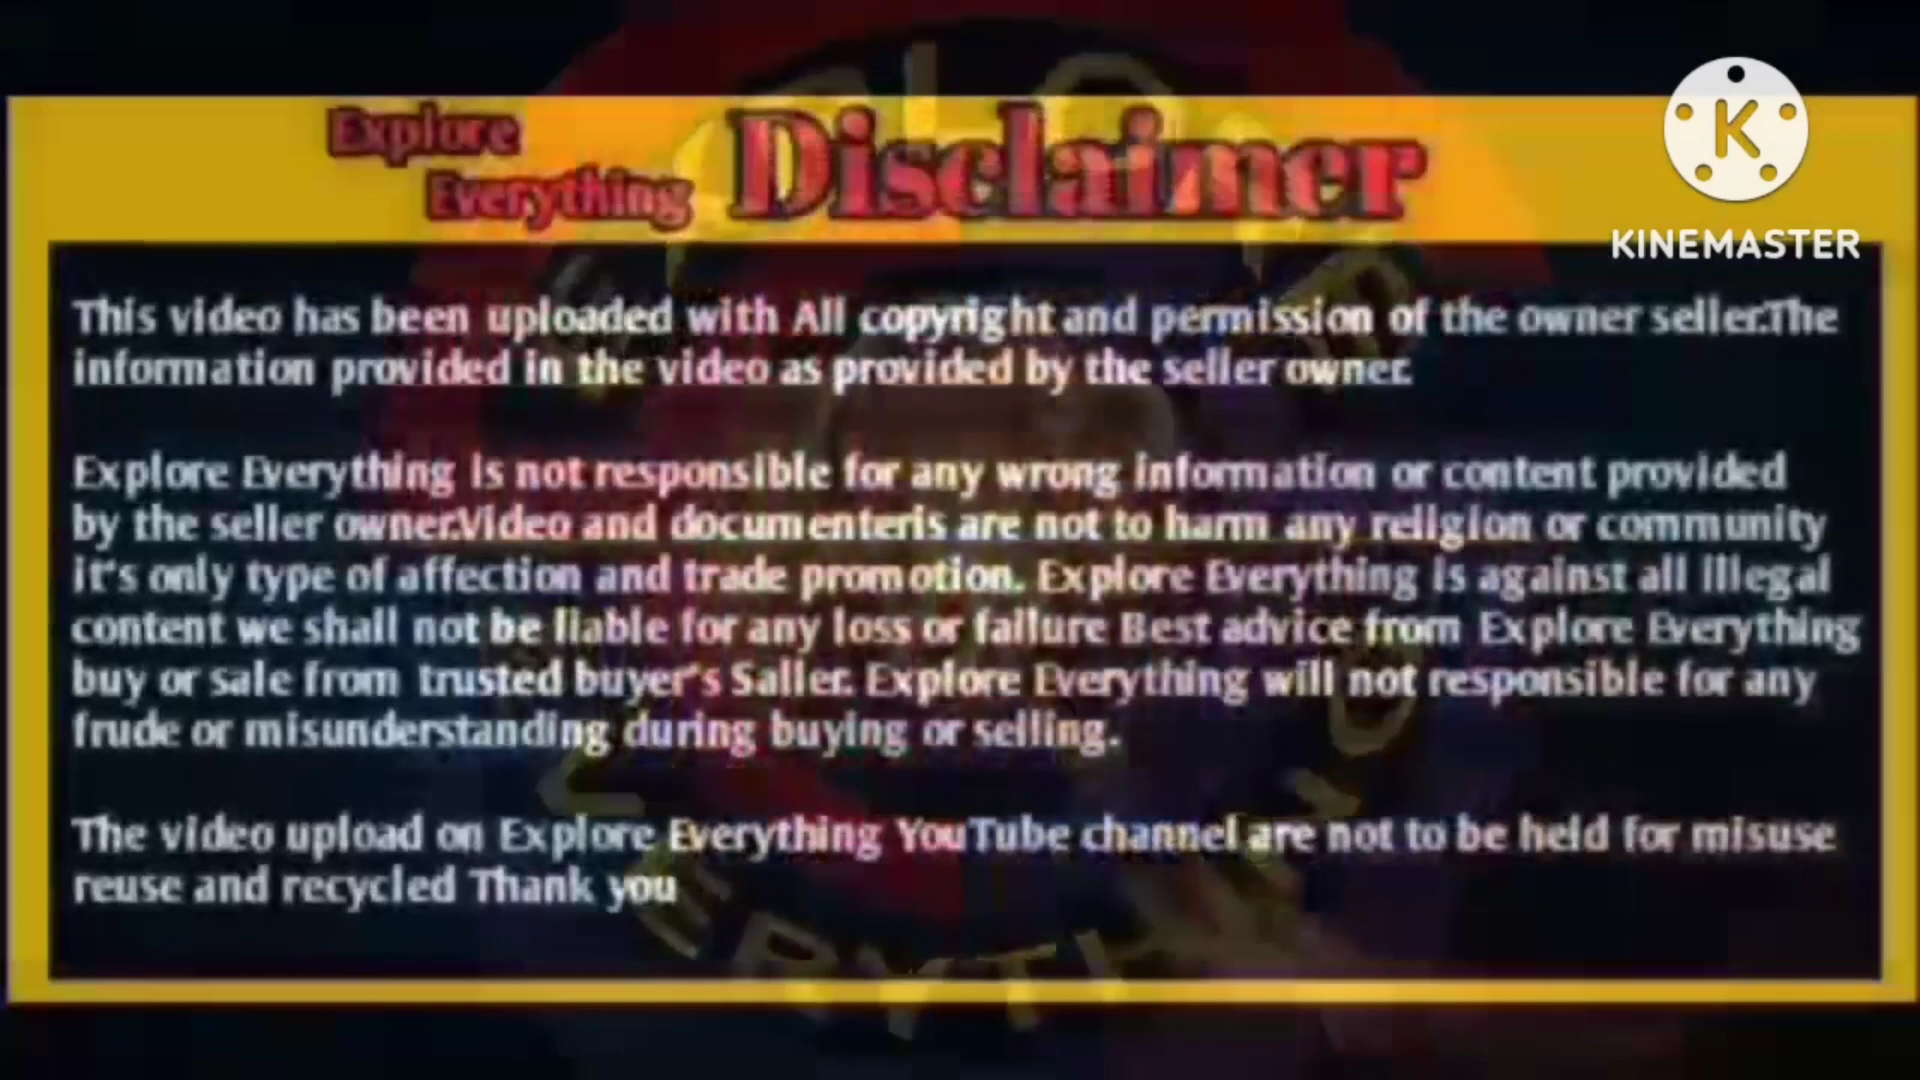 Explore
Everything
Disclaimer
KINEMASTER
This video has been uploaded with All copyright and permission of the owner seller.The
information provided in the video as provided by the seller owner.
Explore Everything is not responsible for any wrong information or content provided
by the seller owner.Video and documenteris are not to harm any religion or community
it's only type of affection and trade promotion. Explore Everything is against all illegal
content we shall not be liable for any loss or failure Best advice from Explore Everything
buy or sale from trusted buyer's Saller. Explore Everything will not responsible for any
frude or misunderstanding during buying or selling.
The video upload on Explore Everything YouTube channel are not to be held for misuse
reuse and recycled Thank you